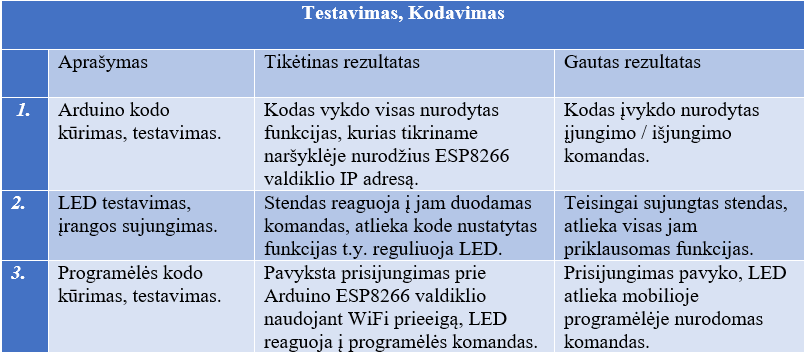 Testavimas, Kodavimas
Aprašymas
Tikėtinas rezultatas
Gautas rezultatas
1.
Arduino kodo
kūrimas, testavimas.
Kodas vykdo visas nurodytas
funkcijas, kurias tikriname
naršyklėje nurodžius ESP8266
valdiklio IP adresą.
Kodas įvykdo nurodytas
įjungimo / išjungimo
komandas.
2.
LED testavimas,
įrangos sujungimas.
Stendas reaguoja į jam duodamas
komandas, atlieka kode nustatytas
funkcijas t.y. reguliuoja LED.
Teisingai sujungtas stendas,
atlieka visas jam
priklausomas funkcijas.
3.
Programėlės kodo
kūrimas, testavimas.
Pavyksta prisijungimas prie
Arduino ESP8266 valdiklio
naudojant WiFi prieeigą, LED
reaguoja į programėlės komandas.
Prisijungimas pavyko, LED
atlieka mobilioje
programėlėje nurodomas
komandas.